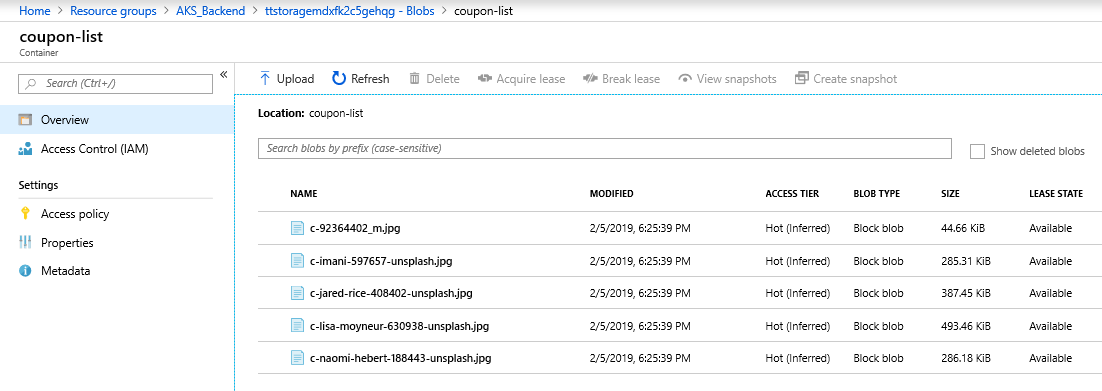 Home > Resource groups > AKS_Backend > ttstoragemdxfk2c5gehqg - Blobs > coupon-list
coupon-list
Container
Search (Ctrl+/)
«
Upload Refresh Delete Acquire lease Break lease View snapshots Create snapshot
Overview
Access Control (IAM)
Settings
Access policy
Properties
Metadata
Location: coupon-list
Search blobs by prefix (case-sensitive)
Show deleted blobs
NAME MODIFIED ACCESS TIER BLOB TYPE SIZE LEASE STATE
c-92364402_m.jpg 2/5/2019, 6:25:39 PM Hot (Inferred) Block blob 44.66 KiB Available
c-imani-597657-unsplash.jpg 2/5/2019, 6:25:39 PM Hot (Inferred) Block blob 285.31 KiB Available
c-jared-rice-408402-unsplash.jpg 2/5/2019, 6:25:39 PM Hot (Inferred) Block blob 387.45 KiB Available
c-lisa-moyneur-630938-unsplash.jpg 2/5/2019, 6:25:39 PM Hot (Inferred) Block blob 493.46 KiB Available
c-naomi-hebert-188443-unsplash.jpg 2/5/2019, 6:25:39 PM Hot (Inferred) Block blob 286.18 KiB Available